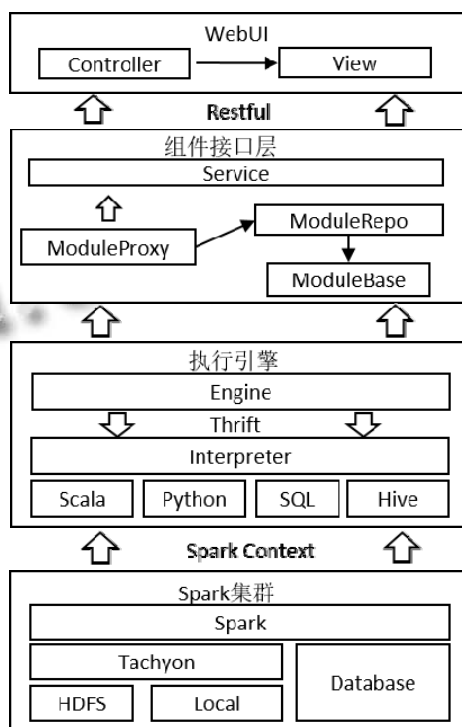 WebUI
Controller
View
Restful
组件接口层
Service
ModuleProxy
ModuleRepo
ModuleBase
执行引擎
Engine
Thrift
Interpreter
Scala
Python
SQL
Hive
Spark Context
Spark集群
Spark
Tachyon
Database
HDFS
Local